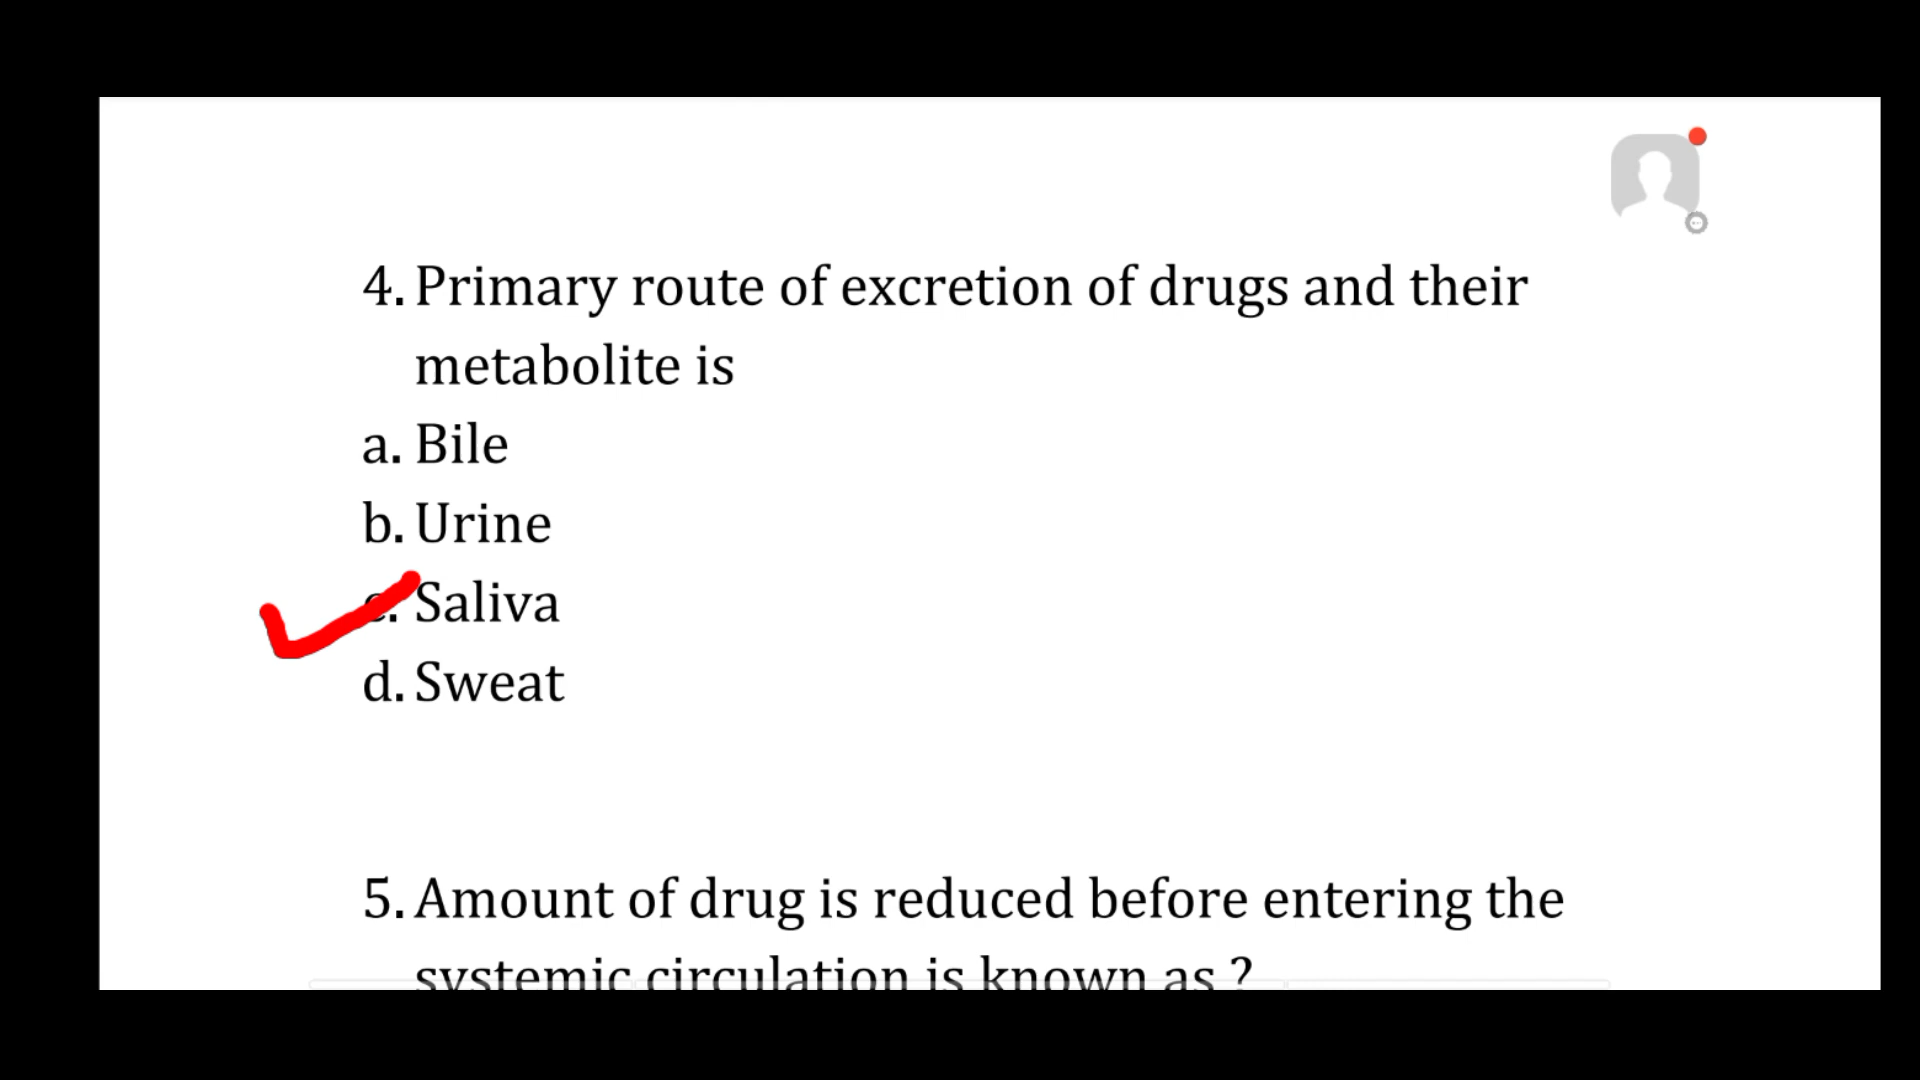 4. Primary route of excretion of drugs and their
metabolite is
a. Bile
b. Urine
c. Saliva
d. Sweat
5. Amount of drug is reduced before entering the
systemic circulation is known as ?